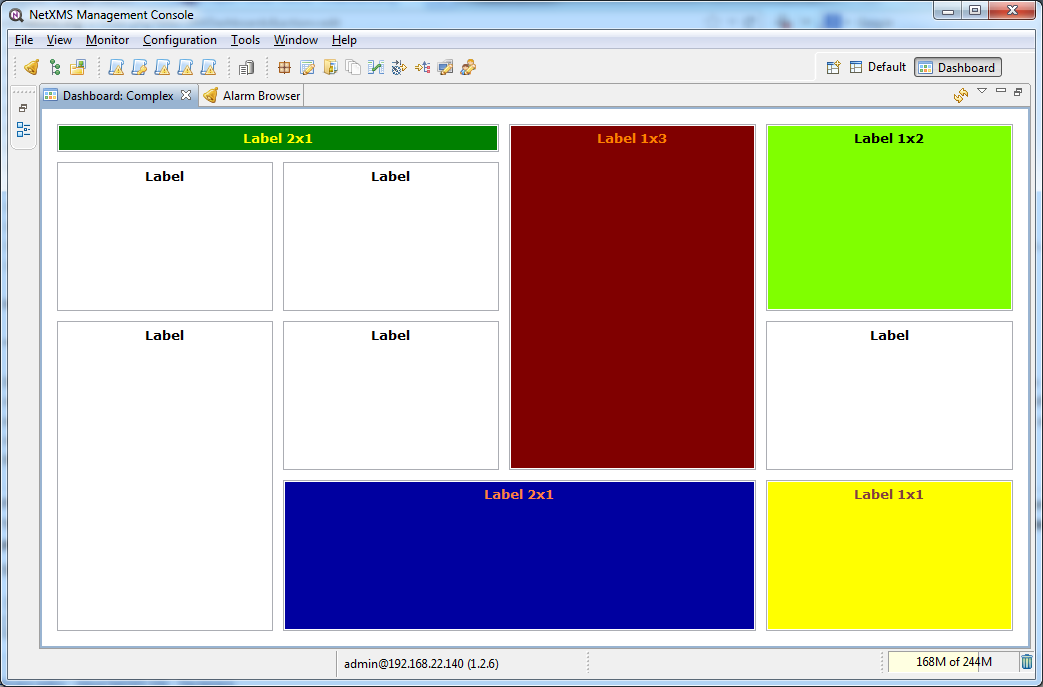 NetXMS Management Console
File View Monitor Configuration Tools Window Help
Default Dashboard
Dashboard: Complex Alarm Browser
Label 2x1
Label 1x3
Label 1x2
Label
Label
Label
Label
Label
Label 2x1
Label 1x1
admin@192.168.22.140 (1.2.6)
168M of 244M